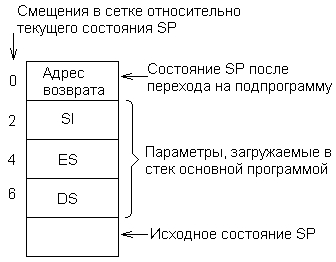 Смещения в сетке относительно
текущего состояния SP
0
Адрес
возврата
Состояние SP после
перехода на подпрограмму
2
SI
4
ES
Параметры, загружаемые в
стек основной программой
6
DS
Исходное состояние SP